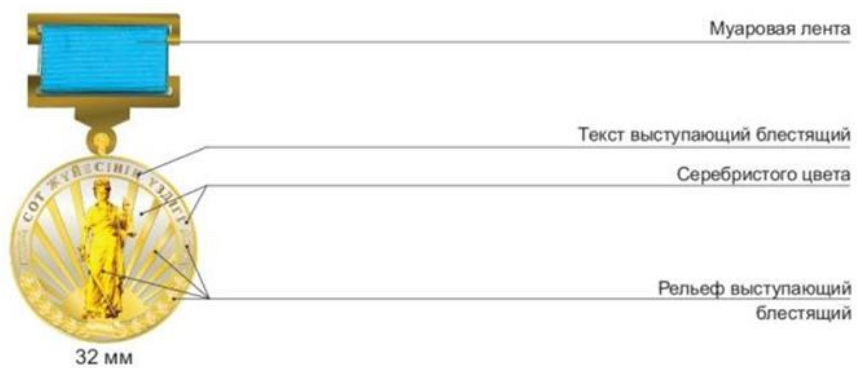 Муаровая лента
Текст выступающий блестящий
СОТ ЖҮЙЕСІНІҢ ҮЗДІГІ
Серебристого цвета
Рельеф выступающий
блестящий
32 мм